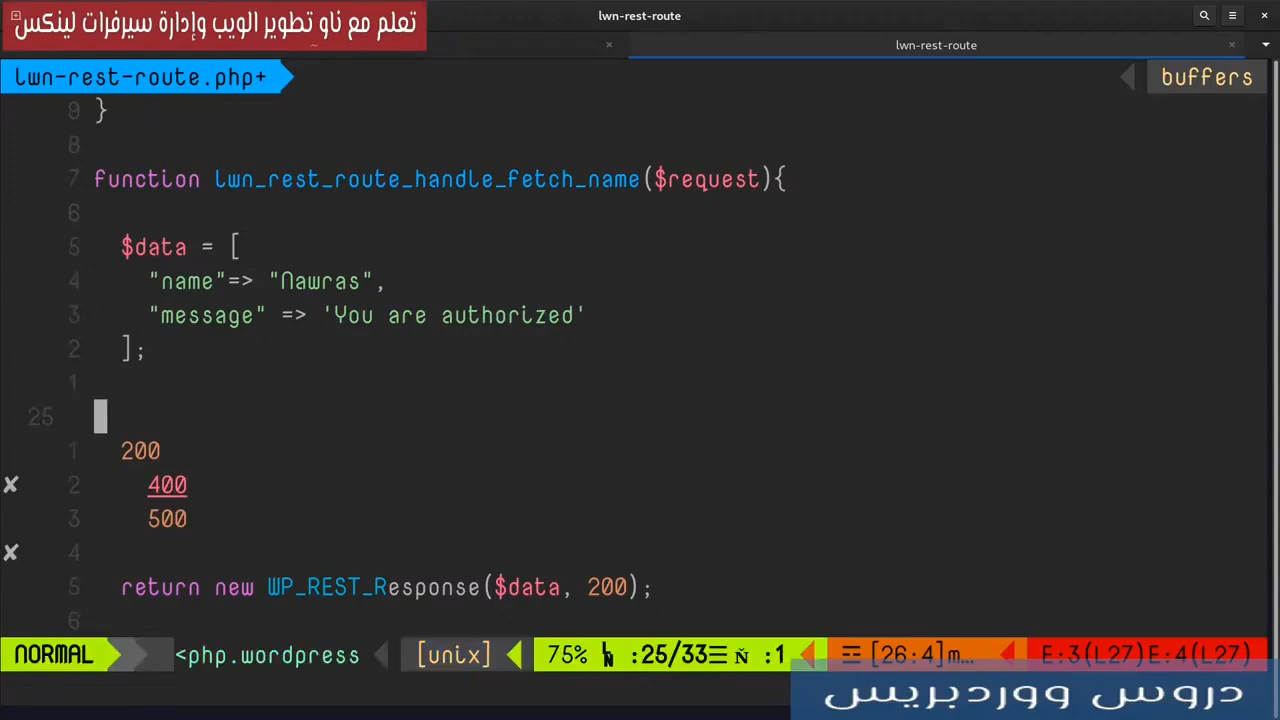 تعلم مع ناو تطوير الويب وإدارة سيرفرات لينكس
lwn-rest-route
lwn-rest-route
lwn-rest-route.php+
buffers
9 }
8
7 function lwn_rest_route_handle_fetch_name($request){
6
5 $data = [
4 "name"=> "Nawras",
3 "message" => 'You are authorized'
2 ];
1
25
1 200
2 400
3 500
4
5 return new WP_REST_Response($data, 200);
6
NORMAL <php.wordpress [unix] 75% ㏑ :25/33☰ № :1 ☲ [26:4]m… E:3(L27)E:4(L27)
دروس ووردبريس